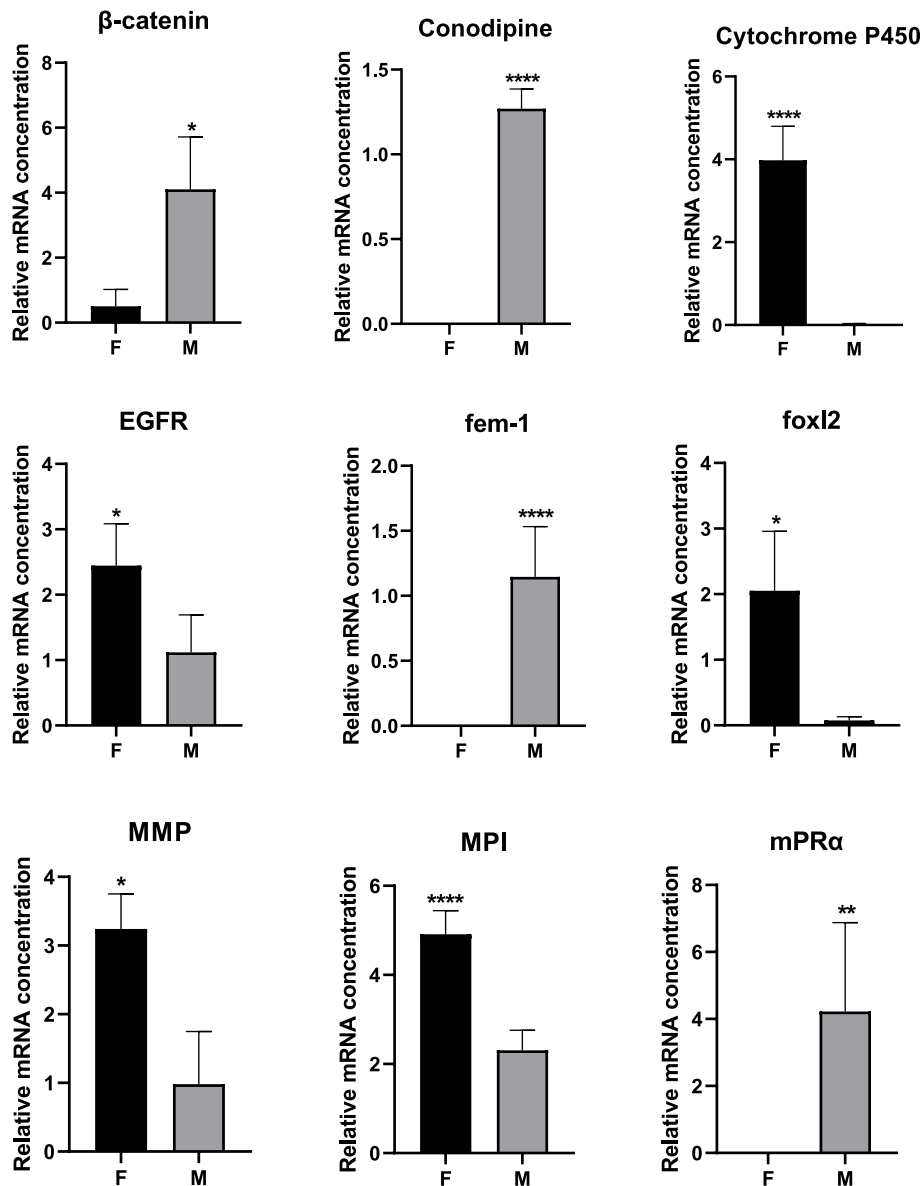 β-catenin
Relative mRNA concentration
8
6
4
2
0
*
F
M
Conodipine
Relative mRNA concentration
1.5
1.0
0.5
0.0
****
F
M
Cytochrome P450
Relative mRNA concentration
6
4
2
0
****
F
M
EGFR
Relative mRNA concentration
4
3
2
1
0
*
F
M
fem-1
Relative mRNA concentration
2.0
1.5
1.0
0.5
0.0
****
F
M
foxl2
Relative mRNA concentration
4
3
2
1
0
*
F
M
MMP
Relative mRNA concentration
4
3
2
1
0
*
F
M
MPI
Relative mRNA concentration
6
4
2
0
****
F
M
mPRα
Relative mRNA concentration
8
6
4
2
0
**
F
M